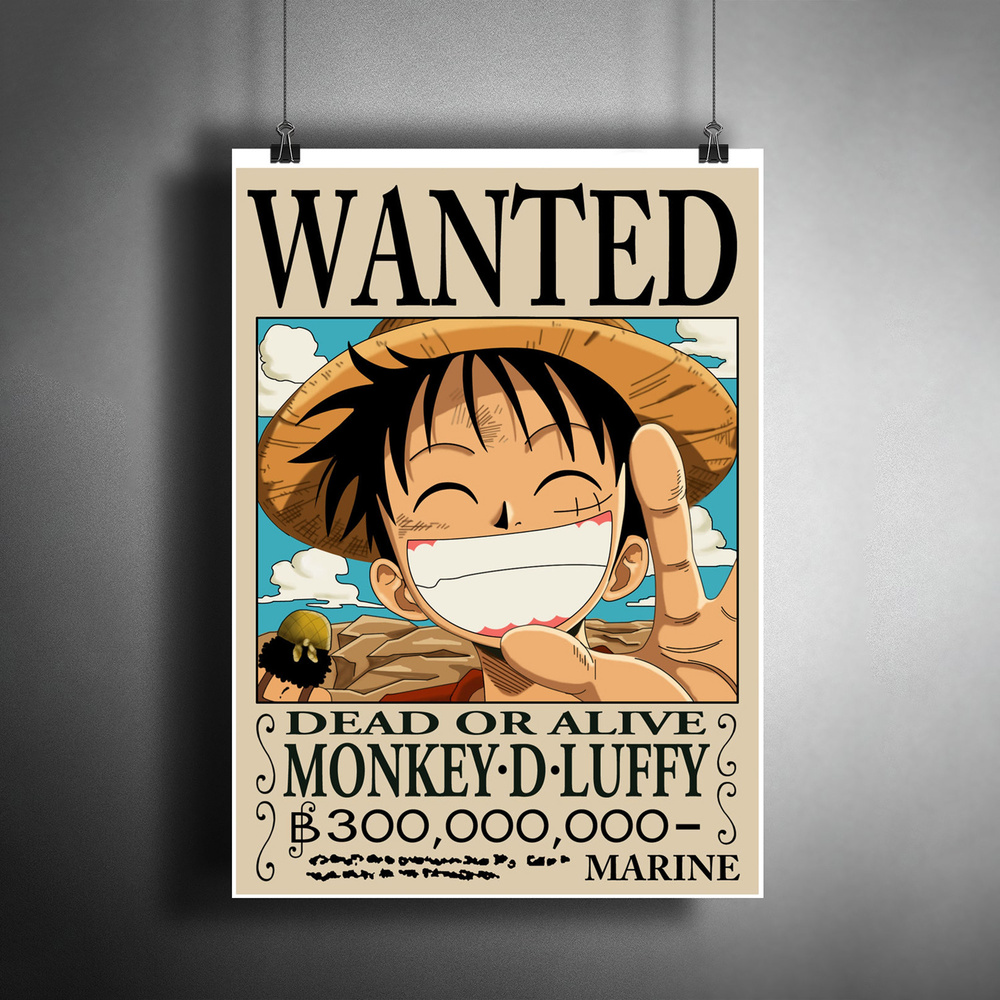 WANTED
DEAD OR ALIVE
MONKEY·D·LUFFY
฿300,000,000-
MARINE